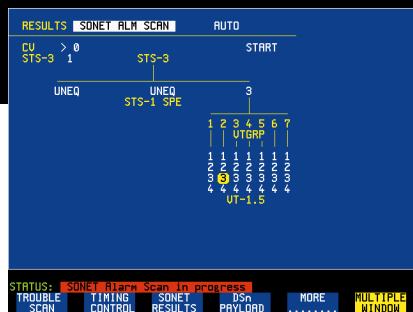 RESULTS SONET ALM SCAN AUTO
CV > 0 START
STS-3 1 STS-3
UNEQ UNEQ 3
STS-1 SPE
1 2 3 4 5 6 7
VTGRP
1 1 1 1 1 1 1
2 2 2 2 2 2 2
3 3 3 3 3 3 3
4 4 4 4 4 4 4
VT-1.5
STATUS: SONET Alarm Scan in progress
TROUBLE SCAN TIMING CONTROL SONET RESULTS DSn PAYLOAD MORE ........ MULTIPLE WINDOW